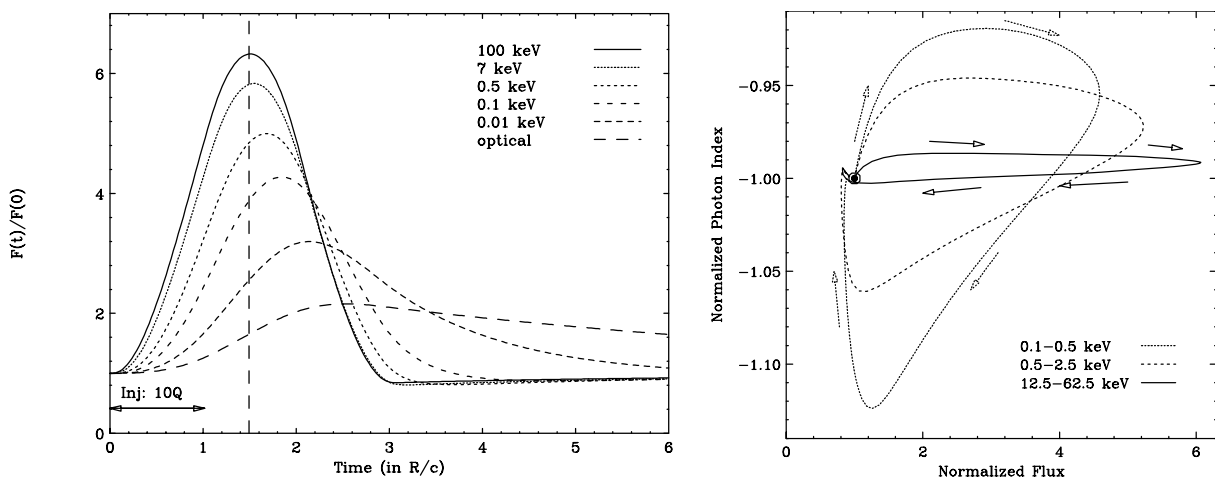 F(t)/F(0)
6
4
2
0
100 keV
7 keV
0.5 keV
0.1 keV
0.01 keV
optical
Inj: 10Q
0 1 2 3 4 5 6
Time (in R/c)
Normalized Photon Index
−0.95
−1.00
−1.05
−1.10
0.1−0.5 keV
0.5−2.5 keV
12.5−62.5 keV
0 2 4 6
Normalized Flux